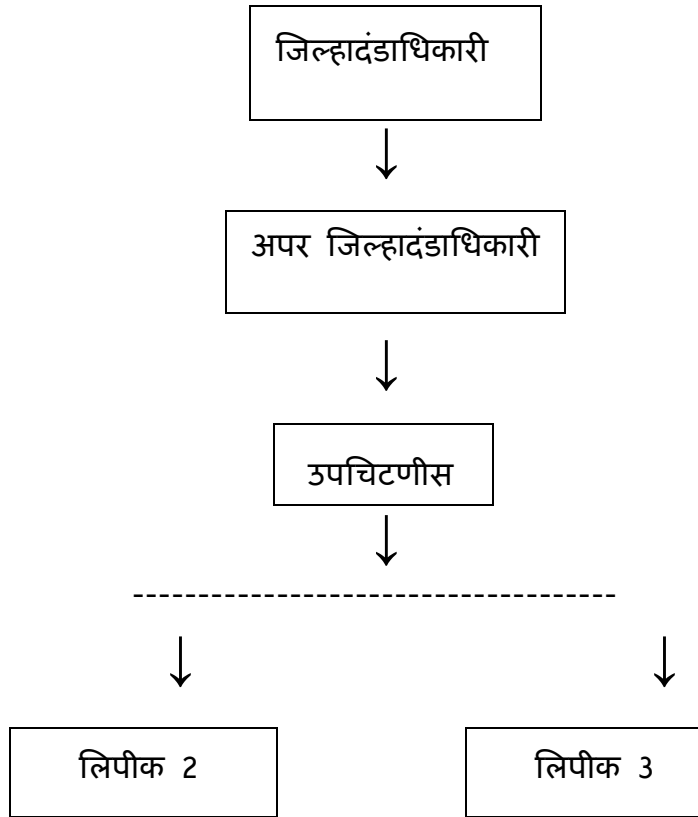 जिल्हादंडाधिकारी
अपर जिल्हादंडाधिकारी
उपचिटणीस
-------------------------------------
लिपीक 2
लिपीक 3